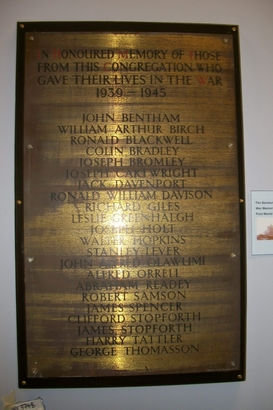 IN HONOURED MEMORY OF THOSE
FROM THIS CONGREGATION WHO
GAVE THEIR LIVES IN THE WAR
1939 – 1945
JOHN BENTHAM
WILLIAM ARTHUR BIRCH
RONALD BLACKWELL
COLIN BRADLEY
JOSEPH BROMLEY
JOSEPH CARTWRIGHT
JACK DAVENPORT
RONALD WILLIAM DAVISON
RICHARD GILES
LESLIE GREENHALGH
JOSEPH HOLT
WALTER HOPKINS
STANLEY LEVER
JOHN OLAWUMI
ALFRED ORRELL
ABRAHAM READEY
ROBERT SAMSON
JAMES SPENCER
CLIFFORD STOPFORTH
JAMES STOPFORTH
HARRY TATTLER
GEORGE THOMASSON